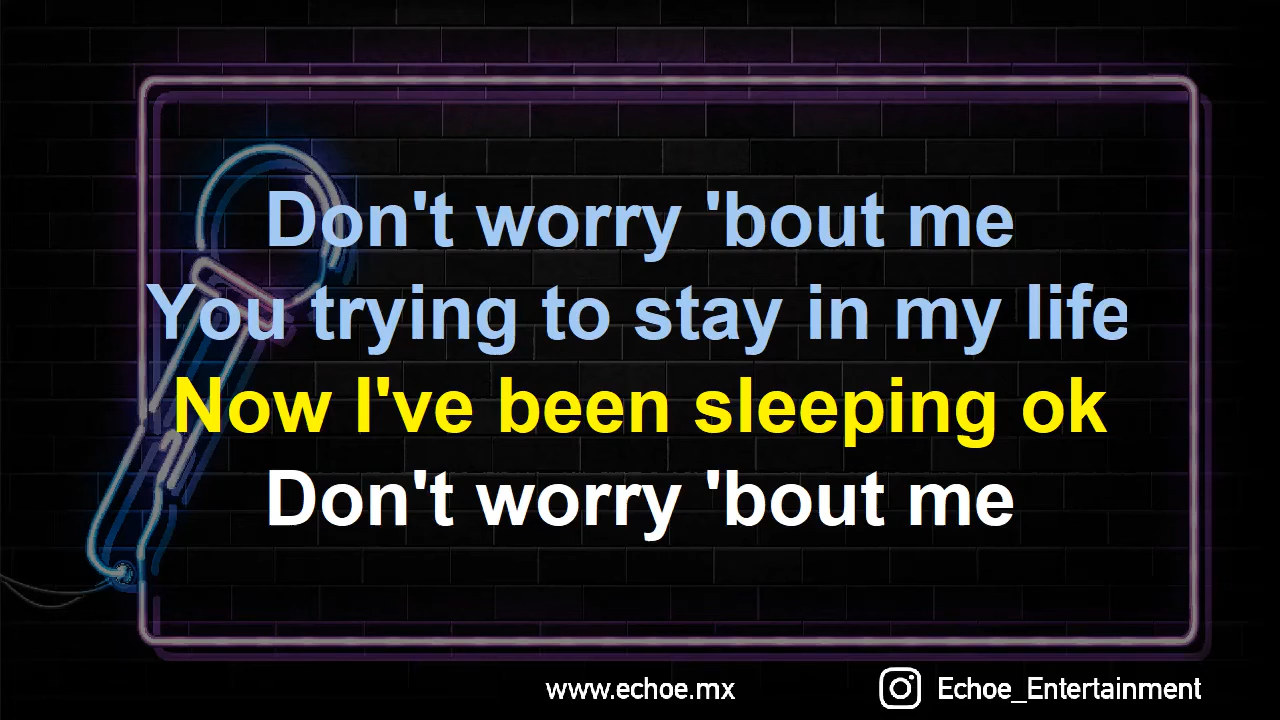 Don't worry 'bout me
You trying to stay in my life
Now I've been sleeping ok
Don't worry 'bout me
www.echoe.mx
Echoe_Entertainment